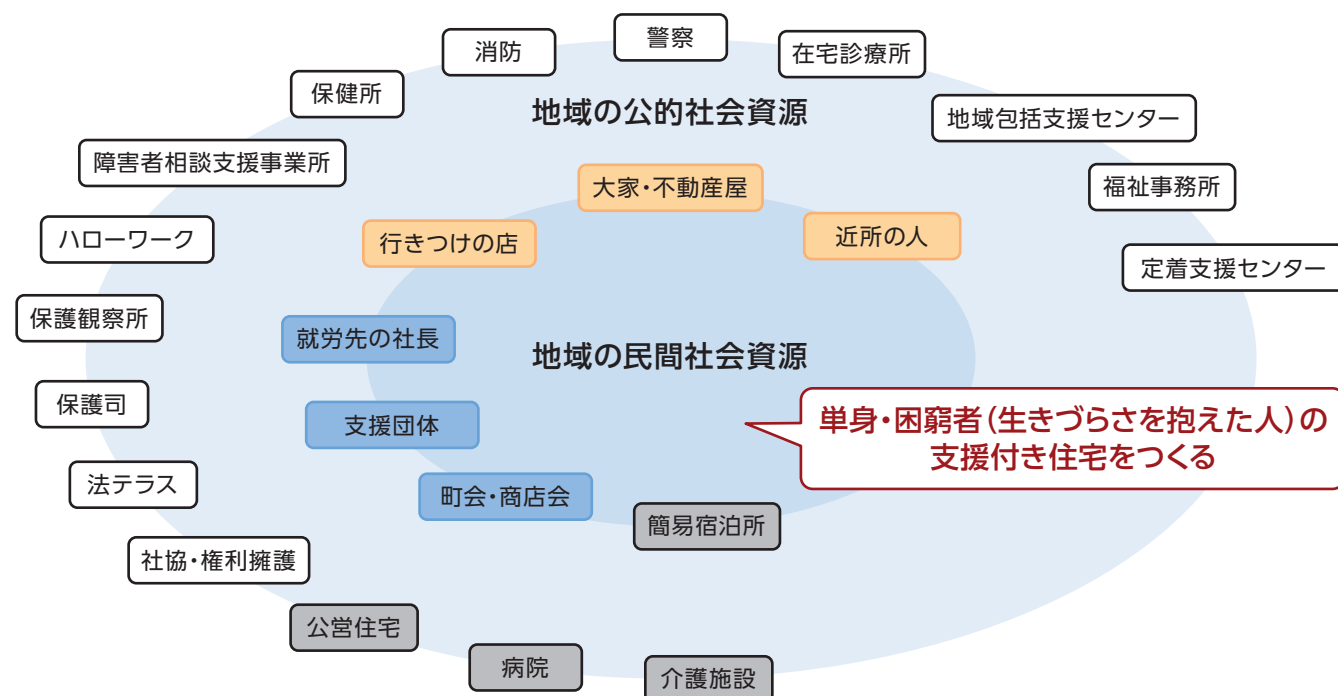 警察
消防
在宅診療所
保健所
地域の公的社会資源
地域包括支援センター
障害者相談支援事業所
大家・不動産屋
福祉事務所
ハローワーク
行きつけの店
近所の人
定着支援センター
保護観察所
就労先の社長
地域の民間社会資源
保護司
支援団体
単身・困窮者(生きづらさを抱えた人)の
支援付き住宅をつくる
法テラス
町会・商店会
簡易宿泊所
社協・権利擁護
公営住宅
病院
介護施設